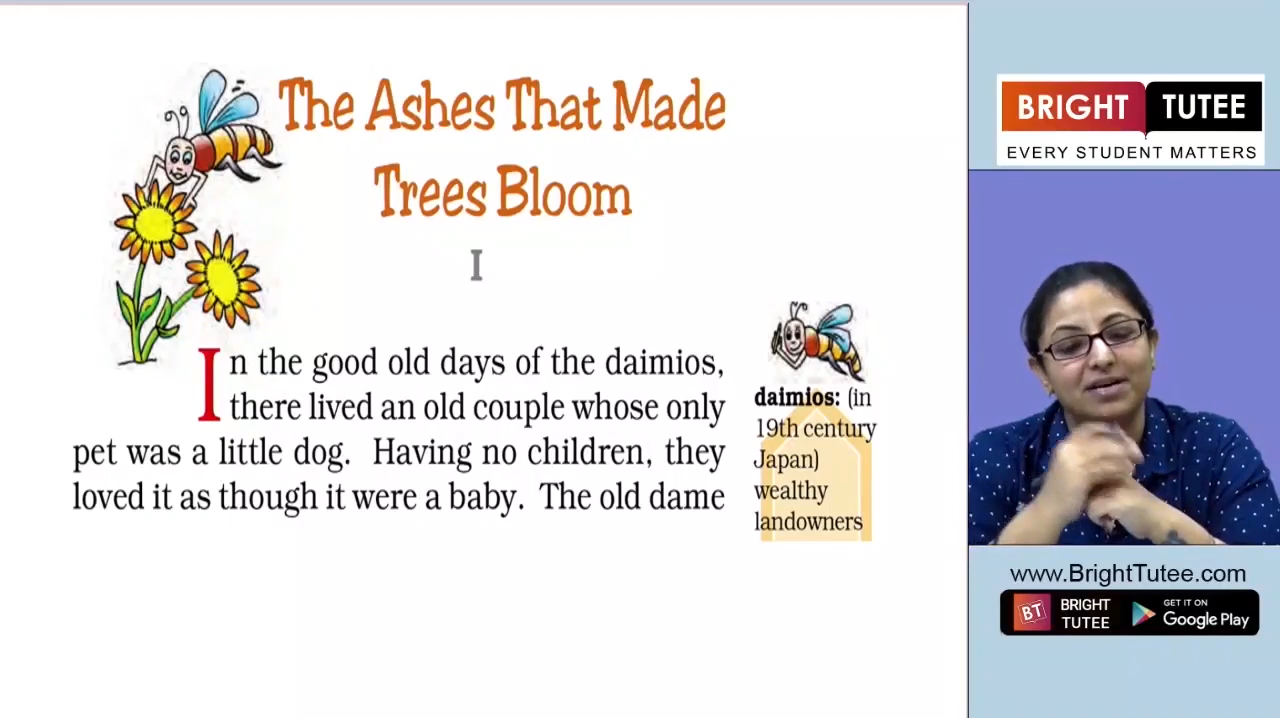 The Ashes That Made
Trees Bloom
I
In the good old days of the daimios,
there lived an old couple whose only
pet was a little dog. Having no children, they
loved it as though it were a baby. The old dame
daimios: (in
19th century
Japan)
wealthy
landowners
BRIGHT TUTEE
EVERY STUDENT MATTERS
www.BrightTutee.com
BT
BRIGHT
TUTEE
GET IT ON
Google Play